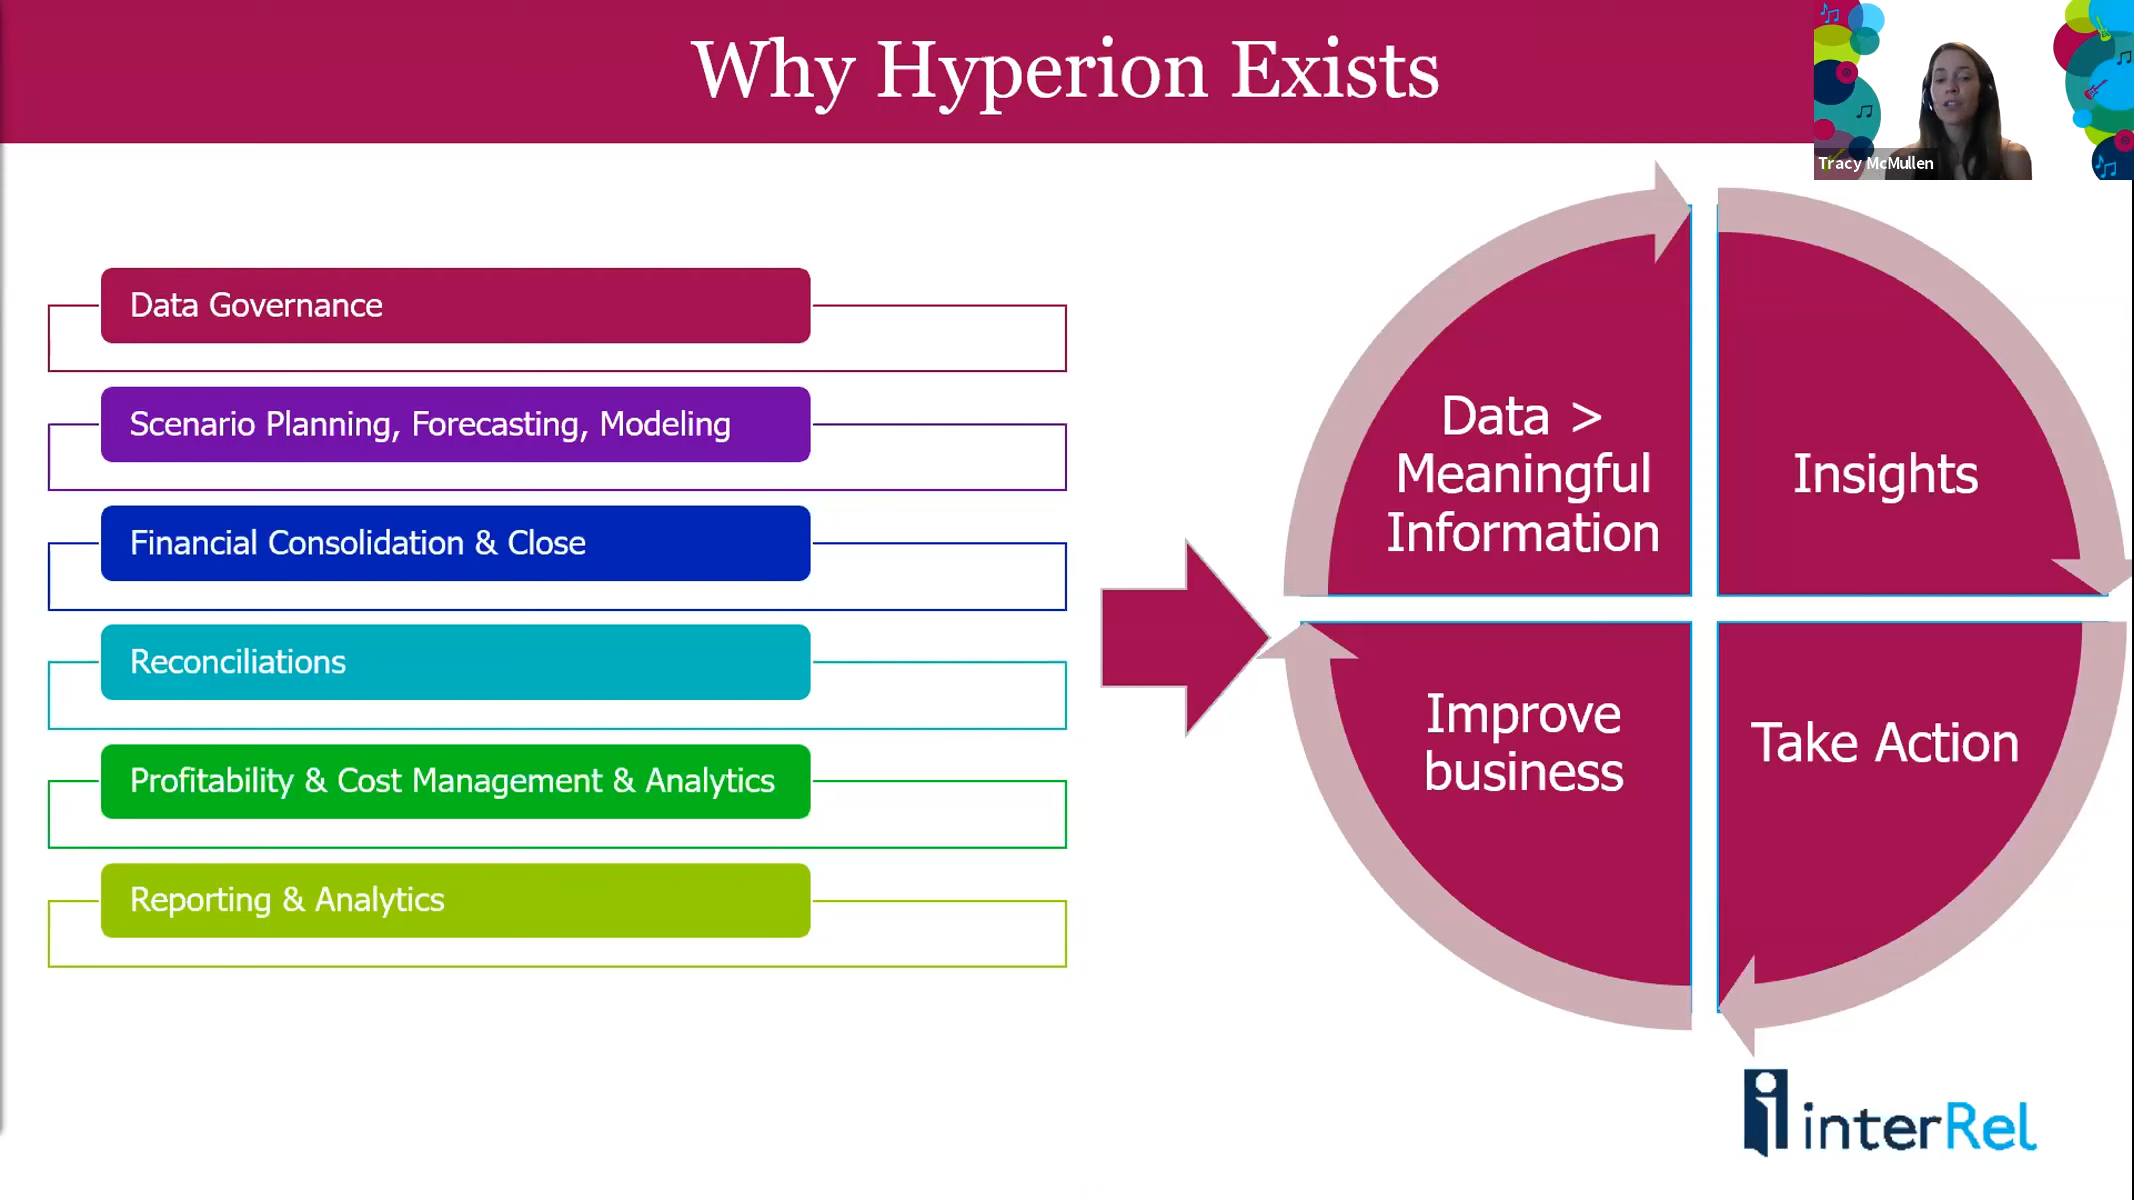 Why Hyperion Exists
Tracy McMullen
Data Governance
Scenario Planning, Forecasting, Modeling
Financial Consolidation & Close
Reconciliations
Profitability & Cost Management & Analytics
Reporting & Analytics
Data >
Meaningful
Information
Insights
Improve
business
Take Action
interRel